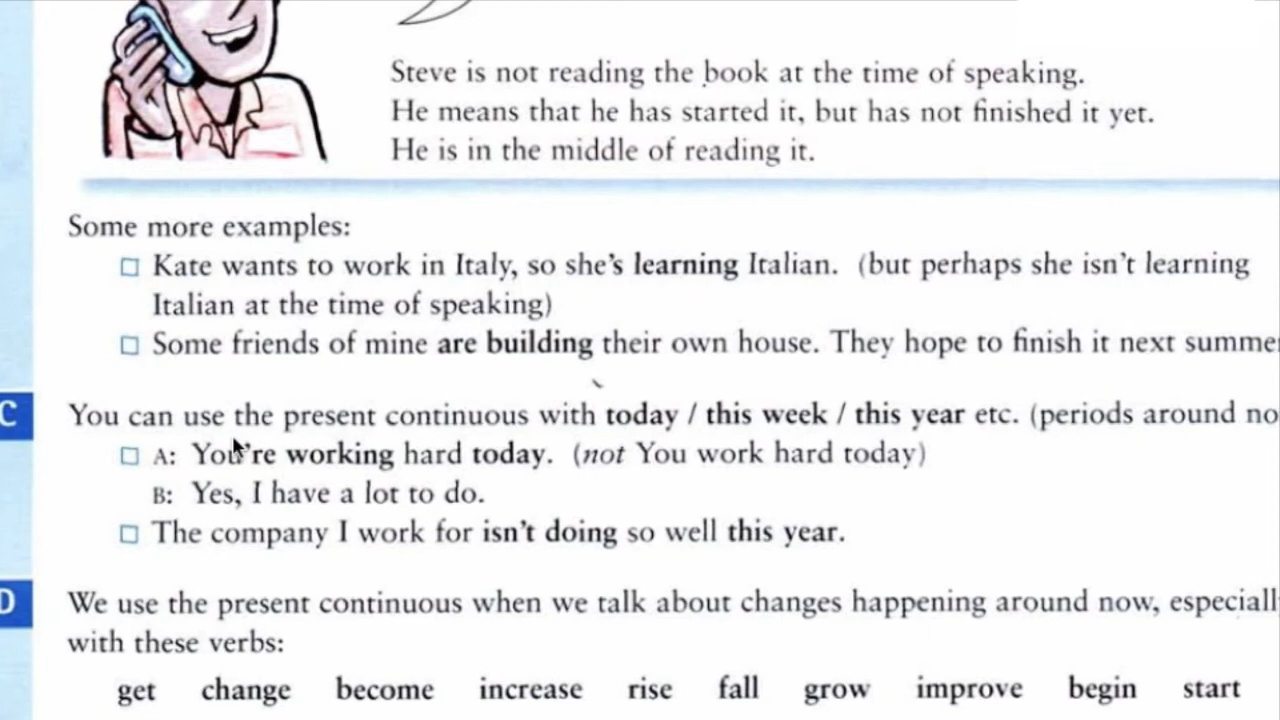 Steve is not reading the book at the time of speaking.
He means that he has started it, but has not finished it yet.
He is in the middle of reading it.
Some more examples:
Kate wants to work in Italy, so she's learning Italian. (but perhaps she isn't learning
Italian at the time of speaking)
Some friends of mine are building their own house. They hope to finish it next summe
C
You can use the present continuous with today / this week / this year etc. (periods around no
A: You're working hard today. (not You work hard today)
B: Yes, I have a lot to do.
The company I work for isn't doing so well this year.
D
We use the present continuous when we talk about changes happening around now, especiall
with these verbs:
get change become increase rise fall grow improve begin start